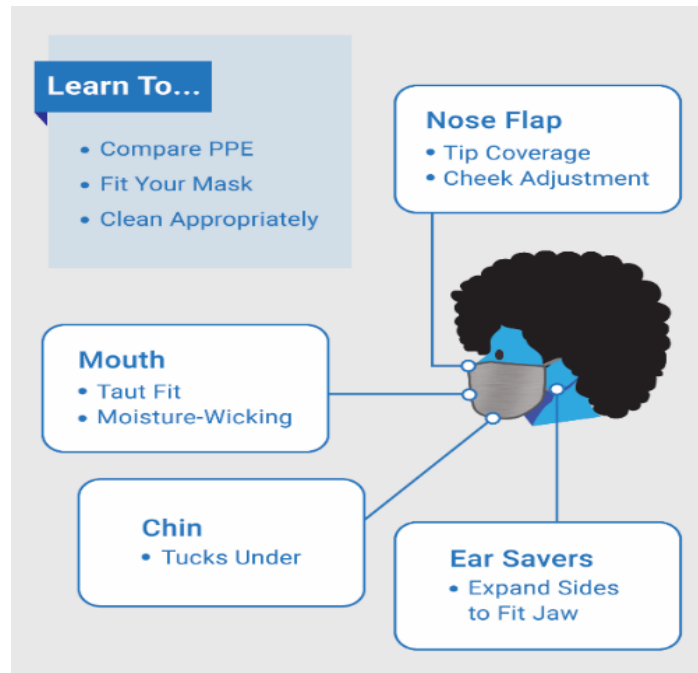 Learn To...
• Compare PPE
• Fit Your Mask
• Clean Appropriately
Nose Flap
• Tip Coverage
• Cheek Adjustment
Mouth
• Taut Fit
• Moisture-Wicking
Chin
• Tucks Under
Ear Savers
• Expand Sides
to Fit Jaw